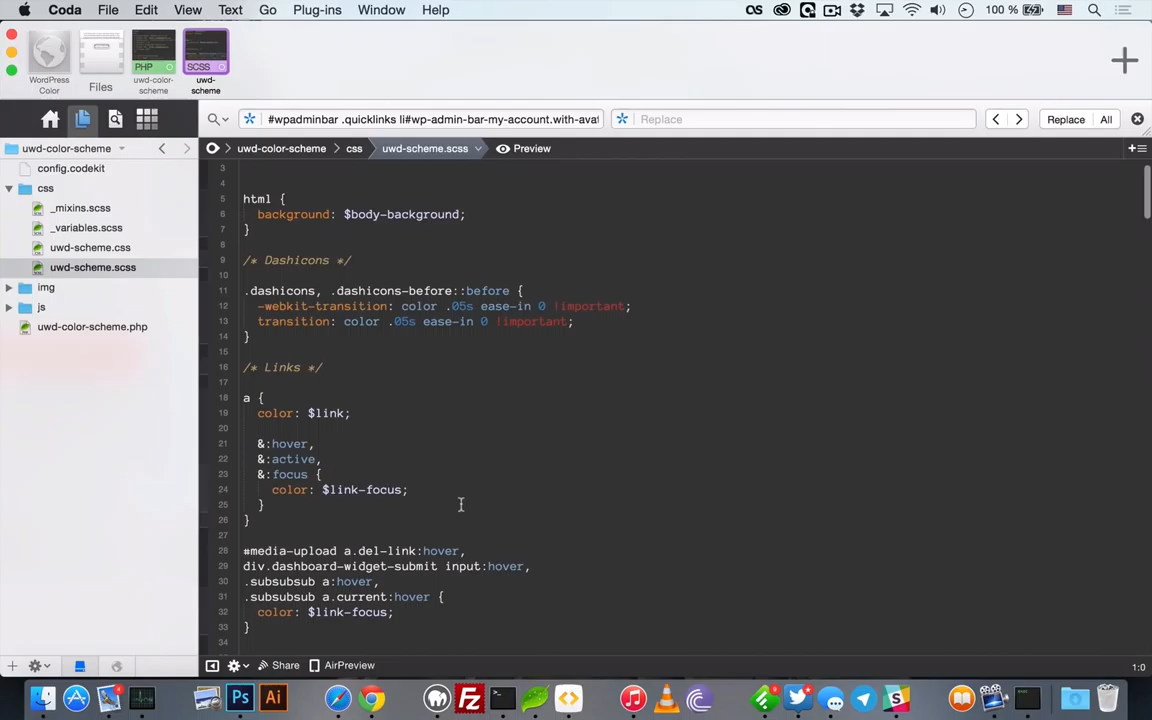 Coda File Edit View Text Go Plug-ins Window Help 100 %
PHP SCSS
WordPress Color
Files
uwd-color-scheme
uwd-scheme
#wpadminbar .quicklinks li#wp-admin-bar-my-account.with-avat Replace Replace All
uwd-color-scheme uwd-color-scheme css uwd-scheme.scss Preview
config.codekit
css
_mixins.scss
_variables.scss
uwd-scheme.css
uwd-scheme.scss
img
js
uwd-color-scheme.php
3
4
5 html {
6 background: $body-background;
7 }
8
9 /* Dashicons */
10
11 .dashicons, .dashicons-before::before {
12 -webkit-transition: color .05s ease-in 0 !important;
13 transition: color .05s ease-in 0 !important;
14 }
15
16 /* Links */
17
18 a {
19 color: $link;
20
21 &:hover,
22 &:active,
23 &:focus {
24 color: $link-focus;
25 }
26 }
27
28 #media-upload a.del-link:hover,
29 div.dashboard-widget-submit input:hover,
30 .subsubsub a:hover,
31 .subsubsub a.current:hover {
32 color: $link-focus;
33 }
34
Share AirPreview 1:0
Ps Ai